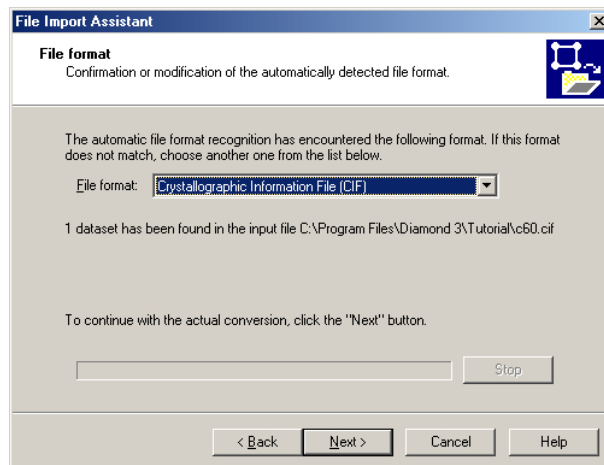 File Import Assistant
File format
Confirmation or modification of the automatically detected file format.
The automatic file format recognition has encountered the following format. If this format
does not match, choose another one from the list below.
File format: Crystallographic Information File (CIF)
1 dataset has been found in the input file C:\Program Files\Diamond 3\Tutorial\c60.cif
To continue with the actual conversion, click the "Next" button.
Stop
< Back Next > Cancel Help